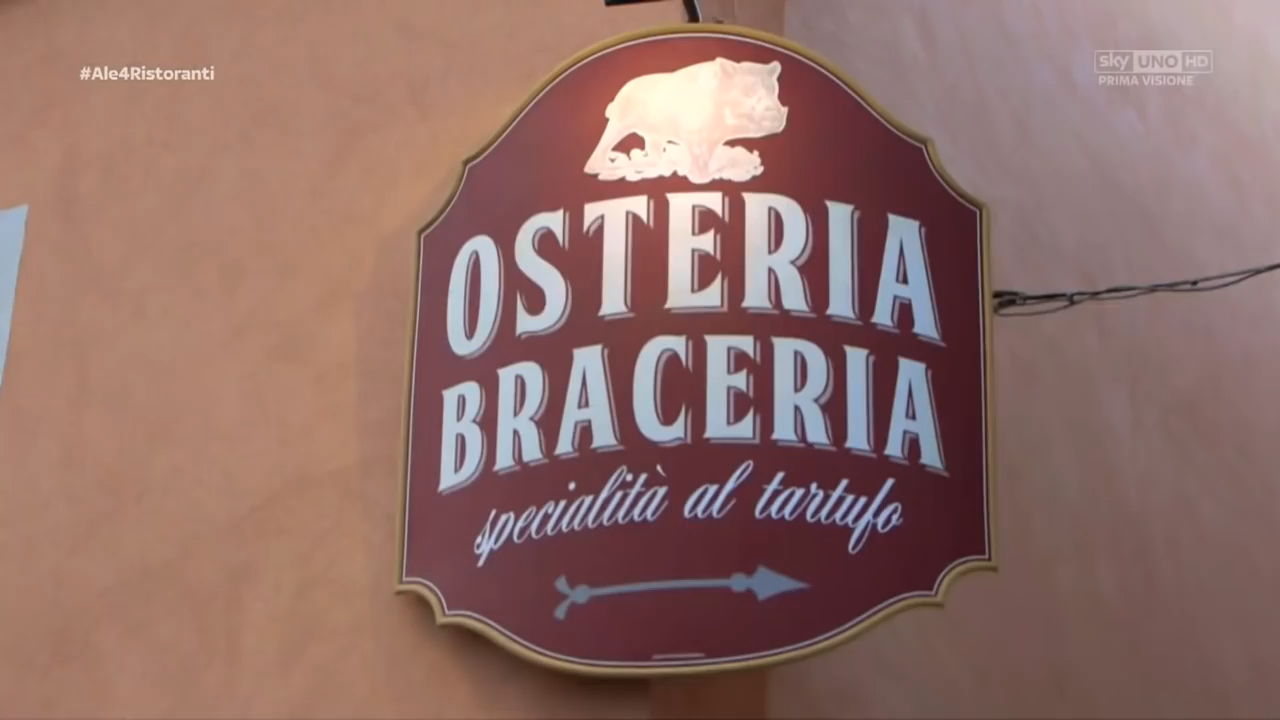 #Ale4Ristoranti
sky UNO HD
PRIMA VISIONE
OSTERIA
BRACERIA
specialità al tartufo